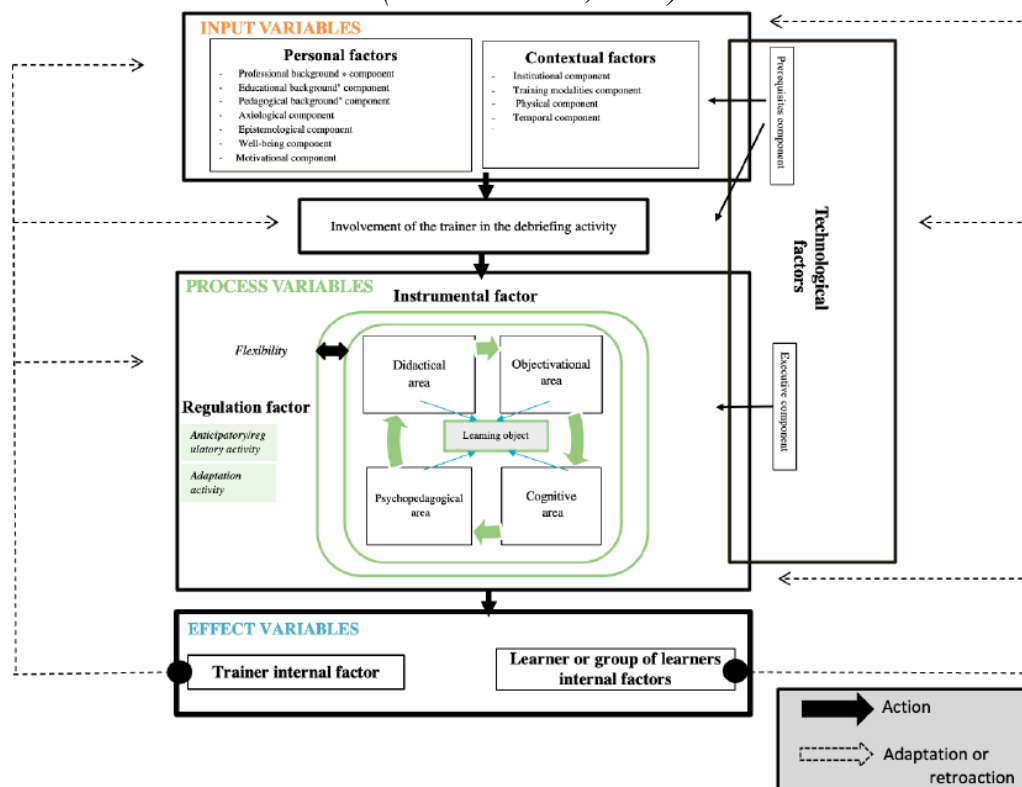 INPUT VARIABLES
Personal factors
- Professional background » component
- Educational background" component
- Pedagogical background" component
- Axiological component
- Epistemological component
- Well-being component
- Motivational component
Contextual factors
- Institutional component
- Training modalities component
- Physical component
- Temporal component
-
Prerequisites component
Technological
factors
Executive component
Involvement of the trainer in the debriefing activity
PROCESS VARIABLES
Instrumental factor
Flexibility
Regulation factor
Anticipatory/reg
ulatory activity
Adaptation
activity
Didactical
area
Objectivational
area
Learning object
Psychopedagogical
area
Cognitive
area
EFFECT VARIABLES
Trainer internal factor
Learner or group of learners
internal factors
Action
Adaptation or
retroaction